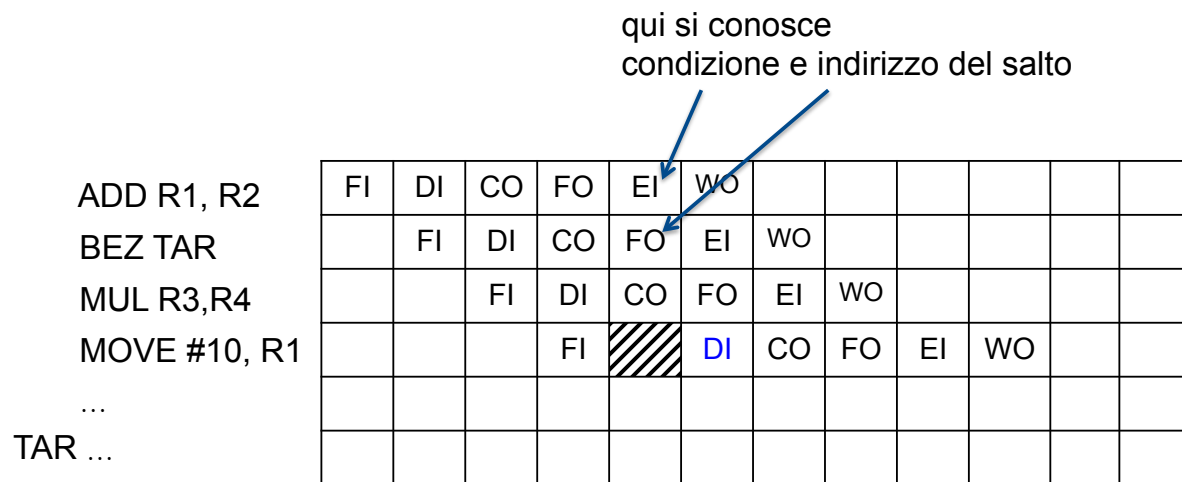 qui si conosce
condizione e indirizzo del salto
ADD R1, R2 FI DI CO FO EI WO
BEZ TAR FI DI CO FO EI WO
MUL R3,R4 FI DI CO FO EI WO
MOVE #10, R1 FI DI CO FO EI WO
…
TAR …